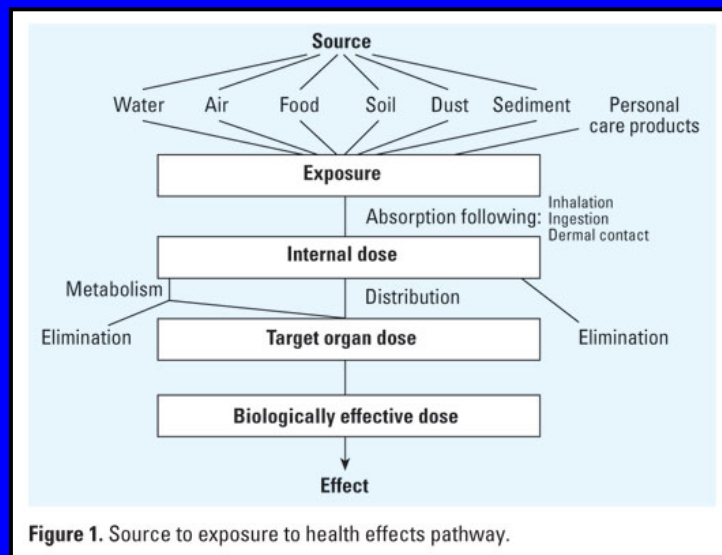 Source
Water Air Food Soil Dust Sediment Personal
care products
Exposure
Absorption following: Inhalation
Ingestion
Dermal contact
Internal dose
Metabolism
Distribution
Elimination
Target organ dose
Elimination
Biologically effective dose
Effect
Figure 1. Source to exposure to health effects pathway.